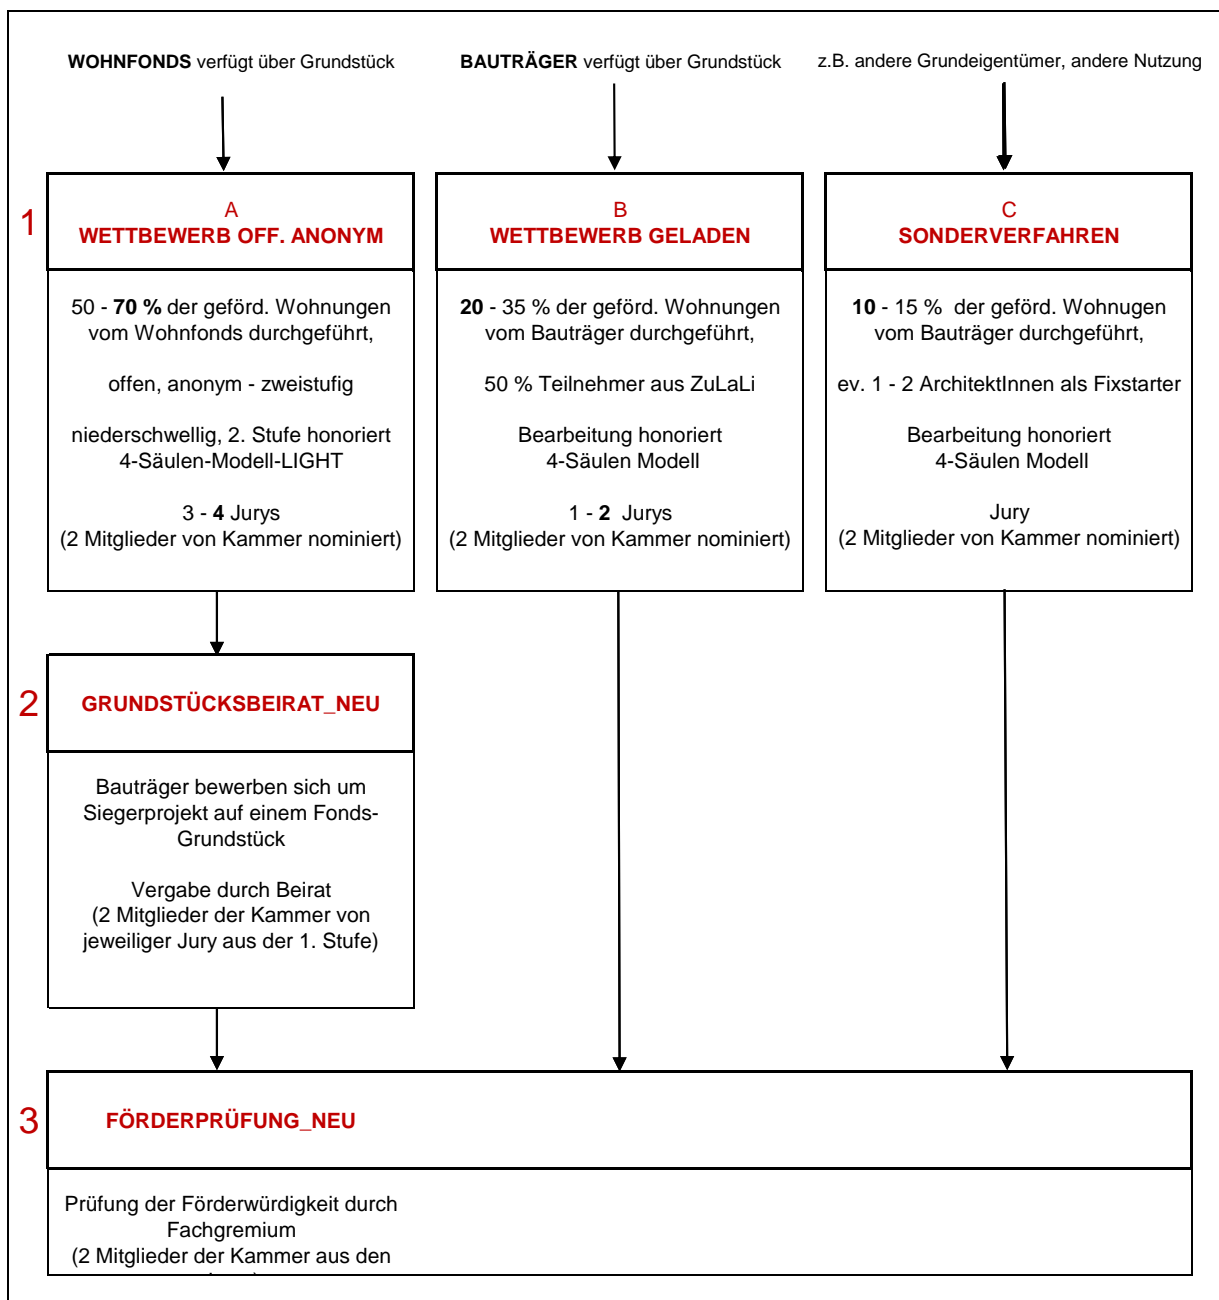 WOHNFONDS verfügt über Grundstück
BAUTRÄGER verfügt über Grundstück
z.B. andere Grundeigentümer, andere Nutzung
1
A
WETTBEWERB OFF. ANONYM
50 - 70 % der geförd. Wohnungen
vom Wohnfonds durchgeführt,
offen, anonym - zweistufig
niederschwellig, 2. Stufe honoriert
4-Säulen-Modell-LIGHT
3 - 4 Jurys
(2 Mitglieder von Kammer nominiert)
B
WETTBEWERB GELADEN
20 - 35 % der geförd. Wohnungen
vom Bauträger durchgeführt,
50 % Teilnehmer aus ZuLaLi
Bearbeitung honoriert
4-Säulen Modell
1 - 2 Jurys
(2 Mitglieder von Kammer nominiert)
C
SONDERVERFAHREN
10 - 15 % der geförd. Wohnugen
vom Bauträger durchgeführt,
ev. 1 - 2 ArchitektInnen als Fixstarter
Bearbeitung honoriert
4-Säulen Modell
Jury
(2 Mitglieder von Kammer nominiert)
2
GRUNDSTÜCKSBEIRAT_NEU
Bauträger bewerben sich um
Siegerprojekt auf einem Fonds-
Grundstück
Vergabe durch Beirat
(2 Mitglieder der Kammer von
jeweiliger Jury aus der 1. Stufe)
3
FÖRDERPRÜFUNG_NEU
Prüfung der Förderwürdigkeit durch
Fachgremium
(2 Mitglieder der Kammer aus den